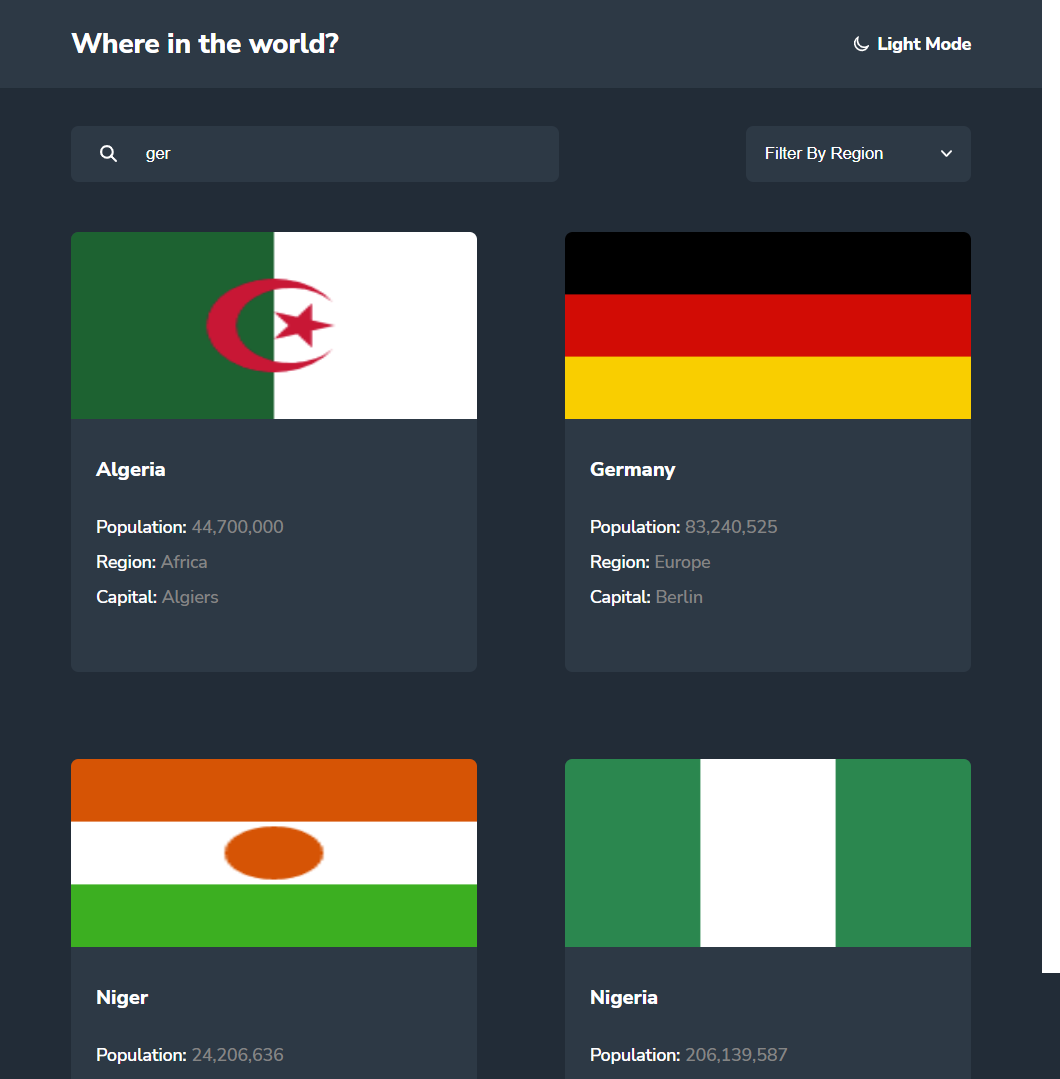 Where in the world?
Light Mode
ger
Filter By Region
Algeria
Population: 44,700,000
Region: Africa
Capital: Algiers
Germany
Population: 83,240,525
Region: Europe
Capital: Berlin
Niger
Population: 24,206,636
Nigeria
Population: 206,139,587